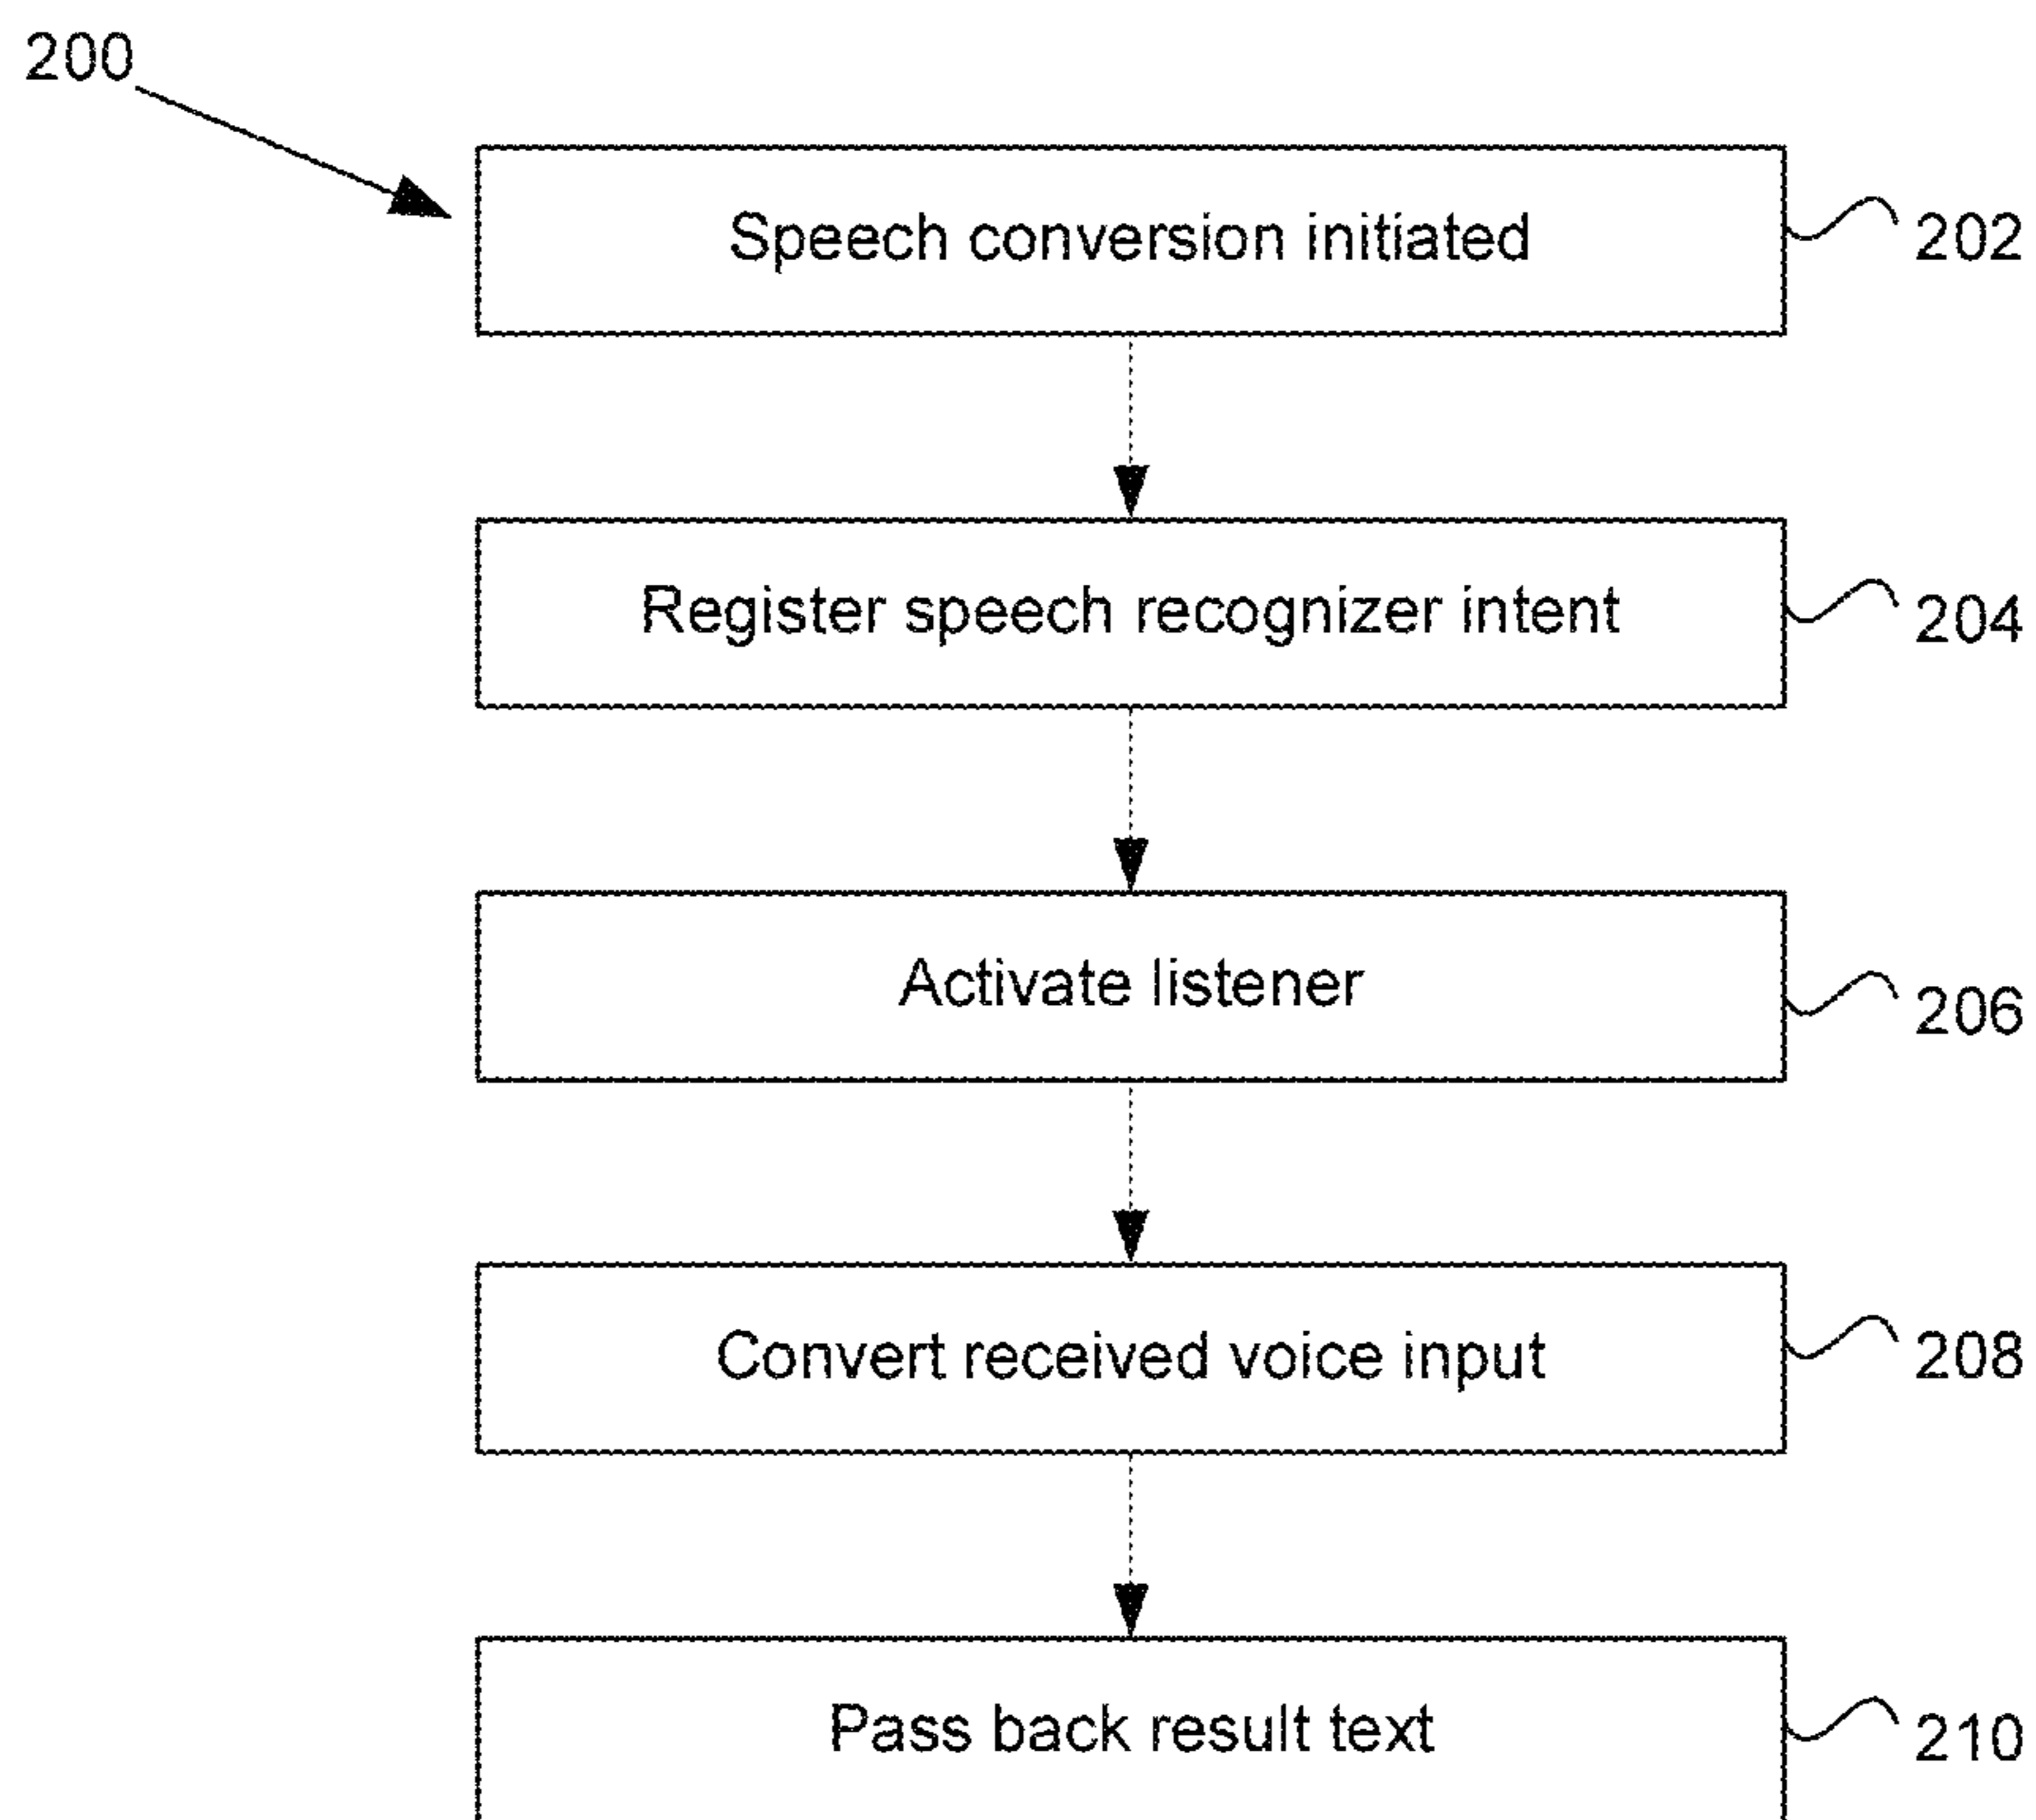 200
Speech conversion initiated
202
Register speech recognizer intent
204
Activate listener
206
Convert received voice input
208
Pass back result text
210